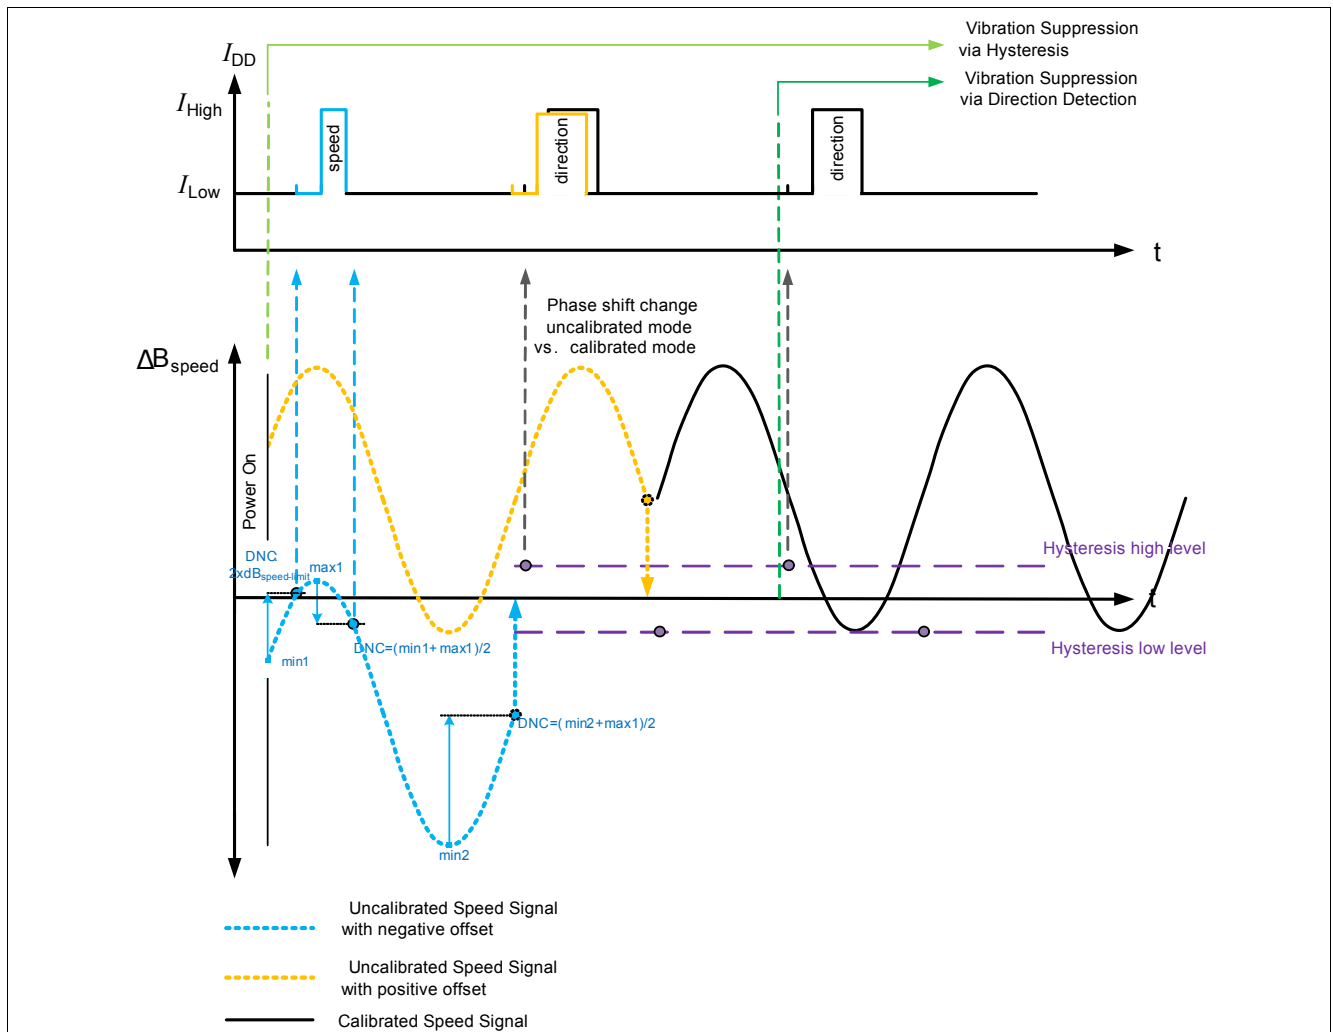 Vibration Suppression
via Hysteresis
I_DD
Vibration Suppression
via Direction Detection
I_High
speed
direction
direction
I_Low
t
Phase shift change
uncalibrated mode
vs. calibrated mode
ΔB_speed
Power On
DNC
2xdB_speed-limit
max1
Hysteresis high level
t
min1
DNC=(min1+max1)/2
Hysteresis low level
DNC=(min2+max1)/2
min2
Uncalibrated Speed Signal
with negative offset
Uncalibrated Speed Signal
with positive offset
Calibrated Speed Signal